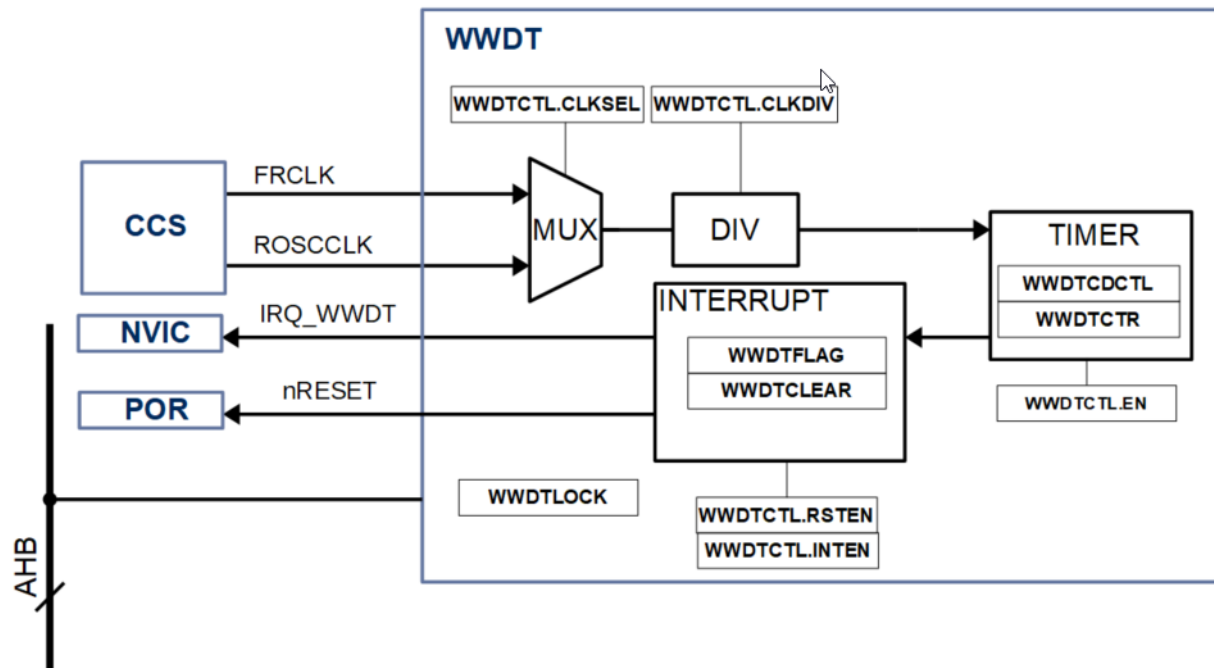 WWDT
WWDTCTL.CLKSEL
WWDTCTL.CLKDIV
FRCLK
CCS
MUX
DIV
TIMER
ROSCCLK
WWDTCDCTL
INTERRUPT
IRQ_WWDT
WWDTCTR
NVIC
WWDTFLAG
nRESET
WWDTCLEAR
POR
WWDTCTL.EN
WWDTLOCK
WWDTCTL.RSTEN
WWDTCTL.INTEN
AHB